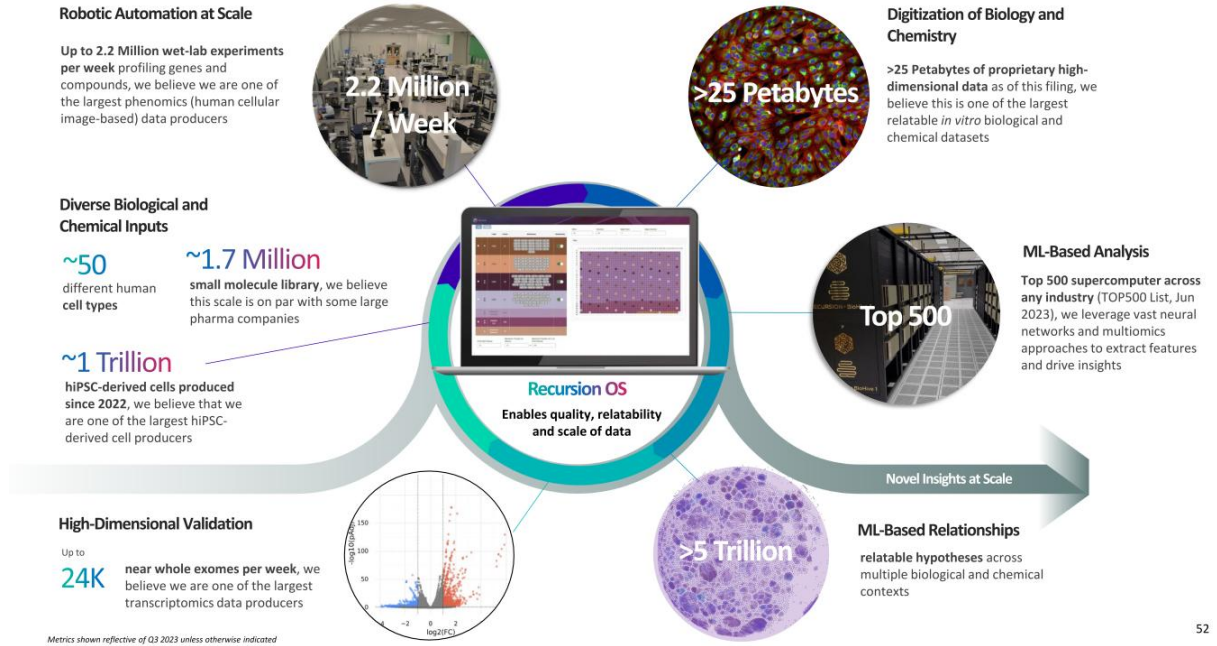 Robotic Automation at Scale
Up to 2.2 Million wet-lab experiments
per week profiling genes and
compounds, we believe we are one of
the largest phenomics (human cellular
image-based) data producers
2.2 Million
/ Week
>25 Petabytes
Digitization of Biology and
Chemistry
>25 Petabytes of proprietary high-
dimensional data as of this filing, we
believe this is one of the largest
relatable in vitro biological and
chemical datasets
Diverse Biological and
Chemical Inputs
~50
different human
cell types
~1.7 Million
small molecule library, we believe
this scale is on par with some large
pharma companies
~1 Trillion
hiPSC-derived cells produced
since 2022, we believe that we
are one of the largest hiPSC-
derived cell producers
Recursion OS
Enables quality, relatability
and scale of data
Top 500
ML-Based Analysis
Top 500 supercomputer across
any industry (TOP500 List, Jun
2023), we leverage vast neural
networks and multiomics
approaches to extract features
and drive insights
Novel Insights at Scale
High-Dimensional Validation
Up to
24K
near whole exomes per week, we
believe we are one of the largest
transcriptomics data producers
-log10(pAdj)
150
100
50
0
-2
0
2
log2(FC)
>5 Trillion
ML-Based Relationships
relatable hypotheses across
multiple biological and chemical
contexts
Metrics shown reflective of Q3 2023 unless otherwise indicated
52